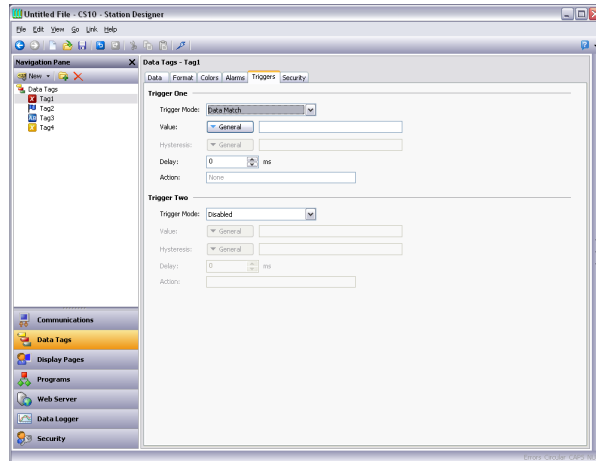 Untitled File - CS10 - Station Designer
File Edit View Go Link Help
Navigation Pane
New
Data Tags
Tag1
Tag2
Tag3
Tag4
Communications
Data Tags
Display Pages
Programs
Web Server
Data Logger
Security
Data Tags - Tag1
Data Format Colors Alarms Triggers Security
Trigger One
Trigger Mode: Data Match
Value: General
Hysteresis: General
Delay: 0 ms
Action: None
Trigger Two
Trigger Mode: Disabled
Value: General
Hysteresis: General
Delay: 0 ms
Action:
Errors Circular CAPS